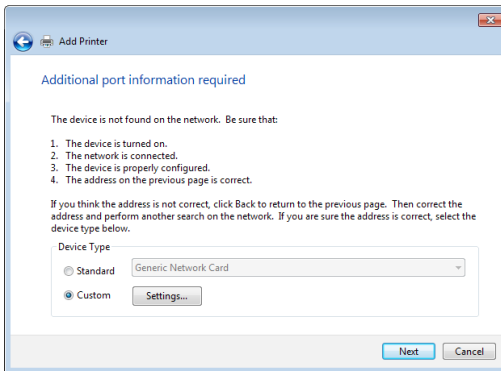 Add Printer
Additional port information required
The device is not found on the network. Be sure that:
1. The device is turned on.
2. The network is connected.
3. The device is properly configured.
4. The address on the previous page is correct.
If you think the address is not correct, click Back to return to the previous page. Then correct the
address and perform another search on the network. If you are sure the address is correct, select the
device type below.
Device Type
Standard Generic Network Card
Custom Settings...
Next Cancel